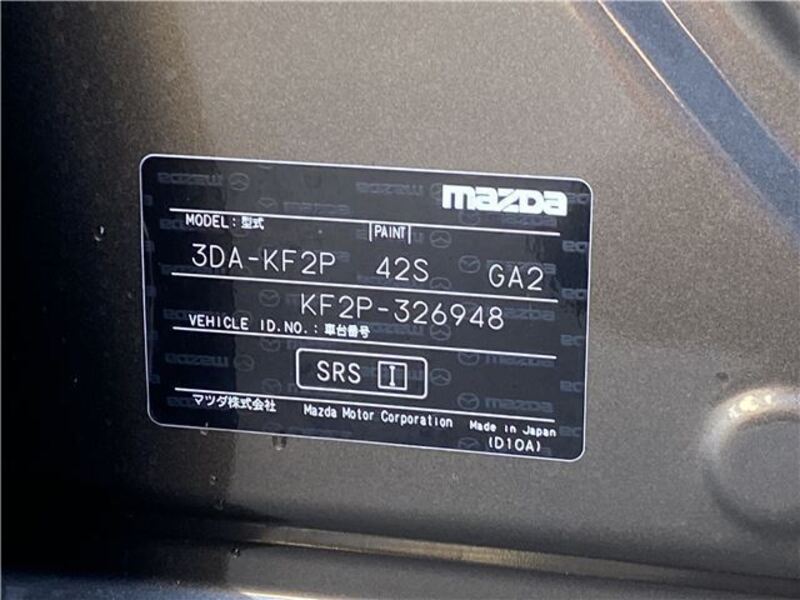 mazda
MODEL：型式 PAINT
3DA-KF2P 42S GA2
KF2P-326948
VEHICLE ID.NO.：車台番号
SRS I
マツダ株式会社 Mazda Motor Corporation Made in Japan
(D10A)